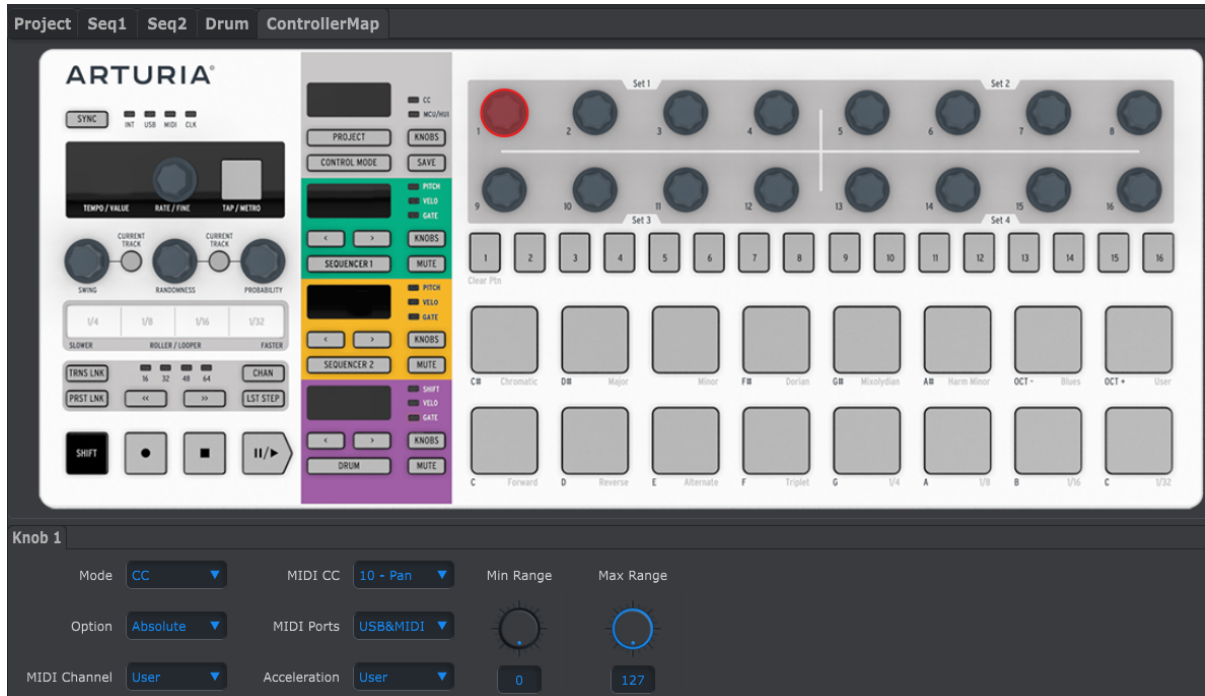 Project Seq1 Seq2 Drum ControllerMap
ARTURIA
SYNC
INT USB MIDI CLK
TEMPO / VALUE RATE / FINE TAP / METRO
CURRENT TRACK CURRENT TRACK
SWING RANDOMNESS PROBABILITY
1/4 1/8 1/16 1/32
SLOWER ROLLER / LOOPER FASTER
TRNS LNK 16 32 48 64 CHAN
PRST LNK << >> LST STEP
SHIFT
CC
MCU/HUI
PROJECT KNOBS
CONTROL MODE SAVE
PITCH
VELO
GATE
< > KNOBS
SEQUENCER 1 MUTE
PITCH
VELO
GATE
< > KNOBS
SEQUENCER 2 MUTE
SHIFT
VELO
GATE
< > KNOBS
DRUM MUTE
Set 1 Set 2
1 2 3 4 5 6 7 8
9 10 11 12 13 14 15 16
Set 3 Set 4
1 2 3 4 5 6 7 8 9 10 11 12 13 14 15 16
Clear Ptn
C# Chromatic D# Major Minor F# Dorian G# Mixolydian A# Harm Minor OCT - Blues OCT + User
C Forward D Reverse E Alternate F Triplet G 1/4 A 1/8 B 1/16 C 1/32
Knob 1
Mode CC MIDI CC 10 - Pan Min Range Max Range
Option Absolute MIDI Ports USB&MIDI
MIDI Channel User Acceleration User 0 127